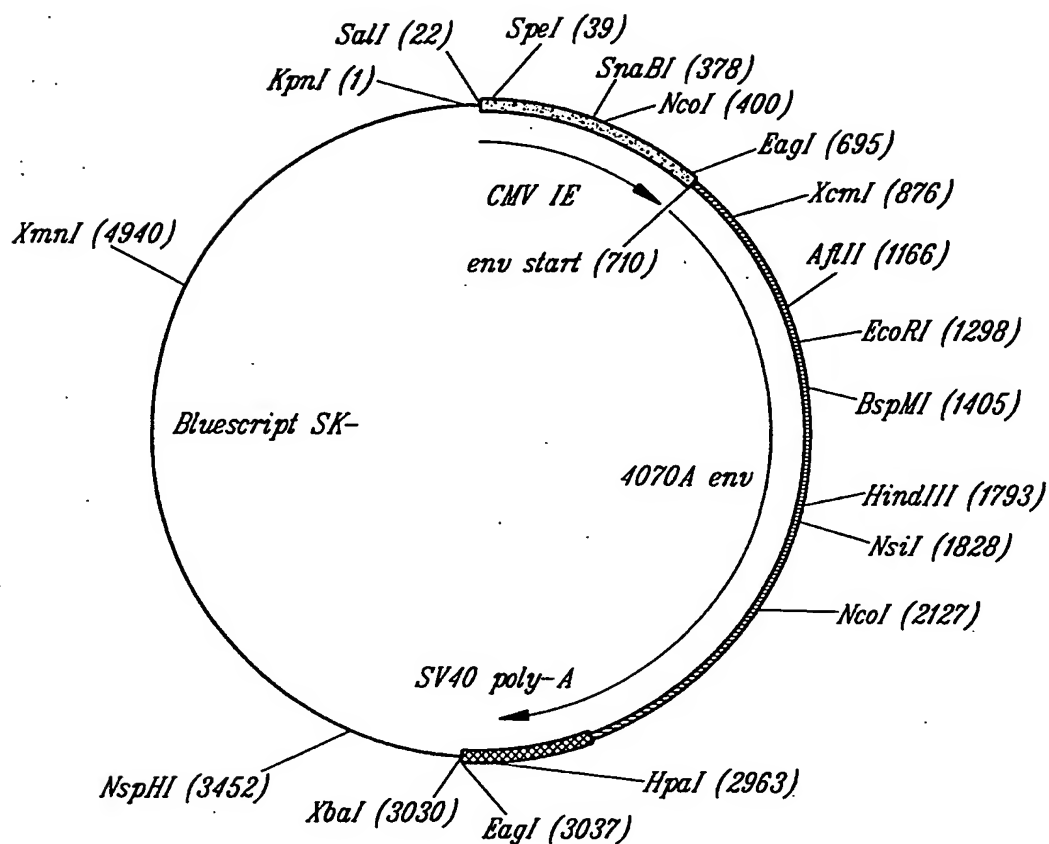 SalI (22)
SpeI (39)
KpnI (1)
SnaBI (378)
NcoI (400)
EagI (695)
XcmI (876)
CMV IE
XmnI (4940)
env start (710)
AflII (1166)
EcoRI (1298)
BspMI (1405)
Bluescript SK-
4070A env
HindIII (1793)
NsiI (1828)
NcoI (2127)
SV40 poly-A
NspHI (3452)
HpaI (2963)
XbaI (3030)
EagI (3037)